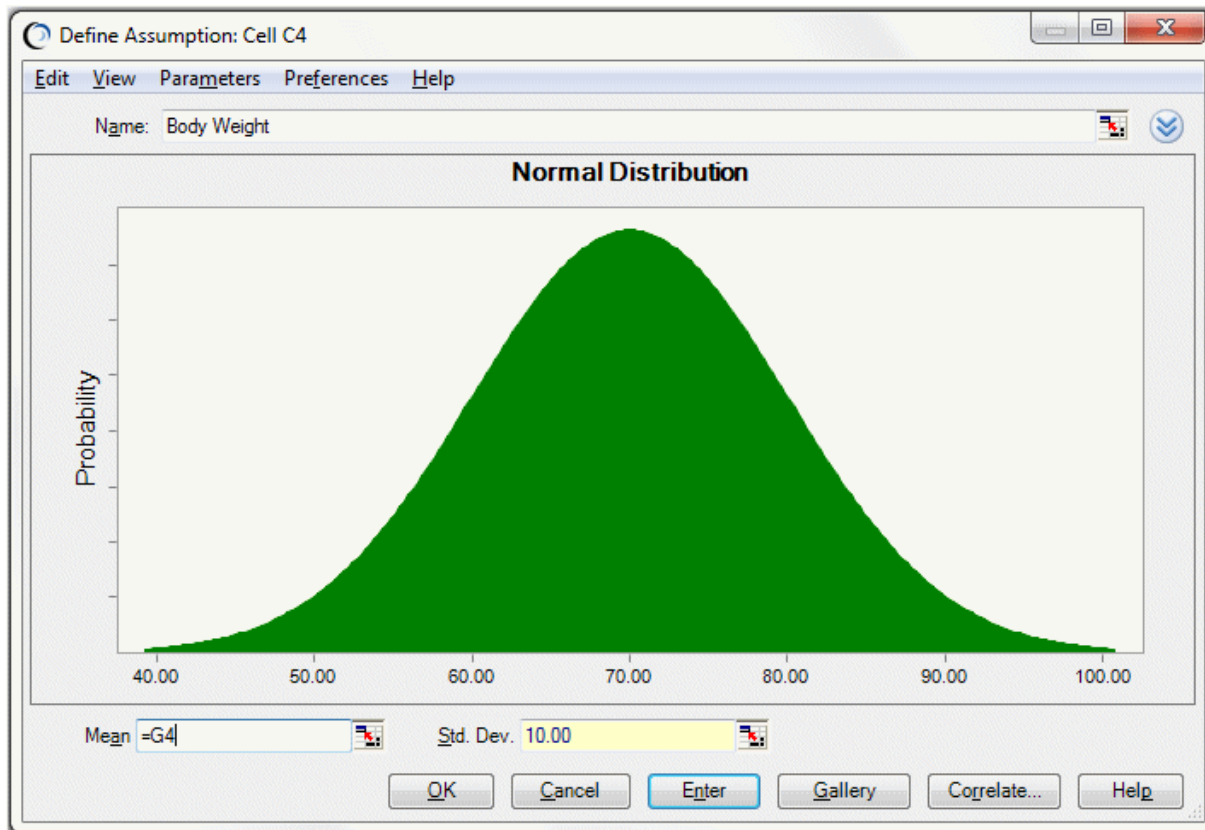 Define Assumption: Cell C4
Edit View Parameters Preferences Help
Name: Body Weight
Normal Distribution
Probability
40.00 50.00 60.00 70.00 80.00 90.00 100.00
Mean =G4 Std. Dev. 10.00
OK Cancel Enter Gallery Correlate... Help